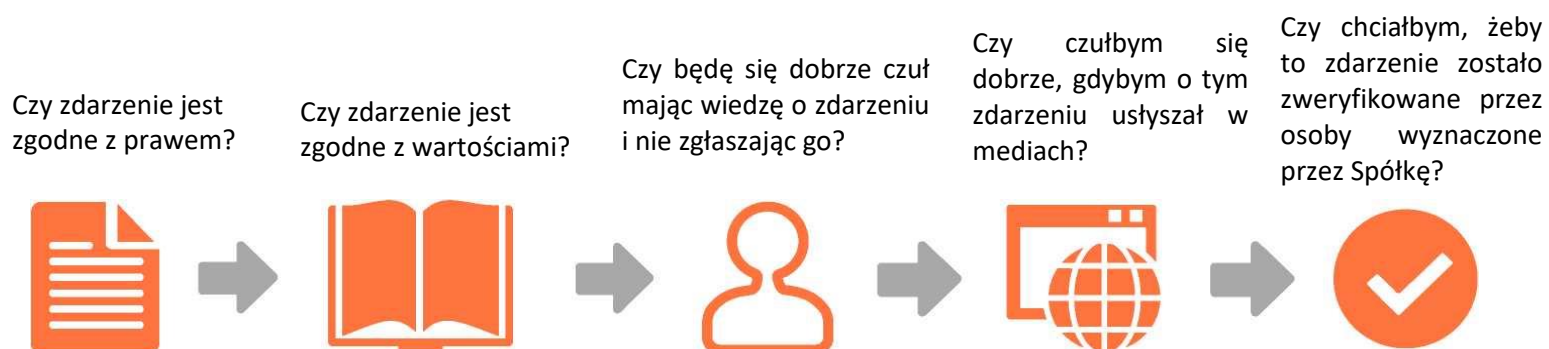 Czy zdarzenie jest
zgodne z prawem?
Czy zdarzenie jest
zgodne z wartościami?
Czy będę się dobrze czuł
mając wiedzę o zdarzeniu
i nie zgłaszając go?
Czy czułbym się
dobrze, gdybym o tym
zdarzeniu usłyszał w
mediach?
Czy chciałbym, żeby
to zdarzenie zostało
zweryfikowane przez
osoby wyznaczone
przez Spółkę?